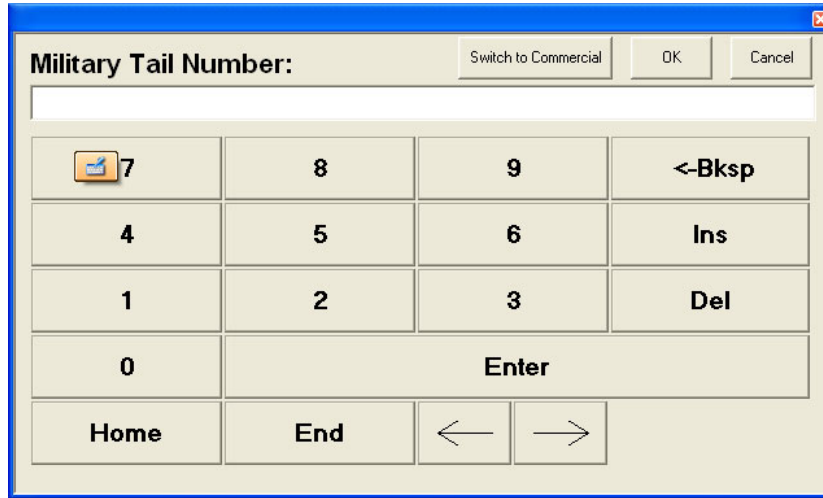 Military Tail Number: Switch to Commercial OK Cancel
7 8 9 <-Bksp
4 5 6 Ins
1 2 3 Del
0 Enter
Home End